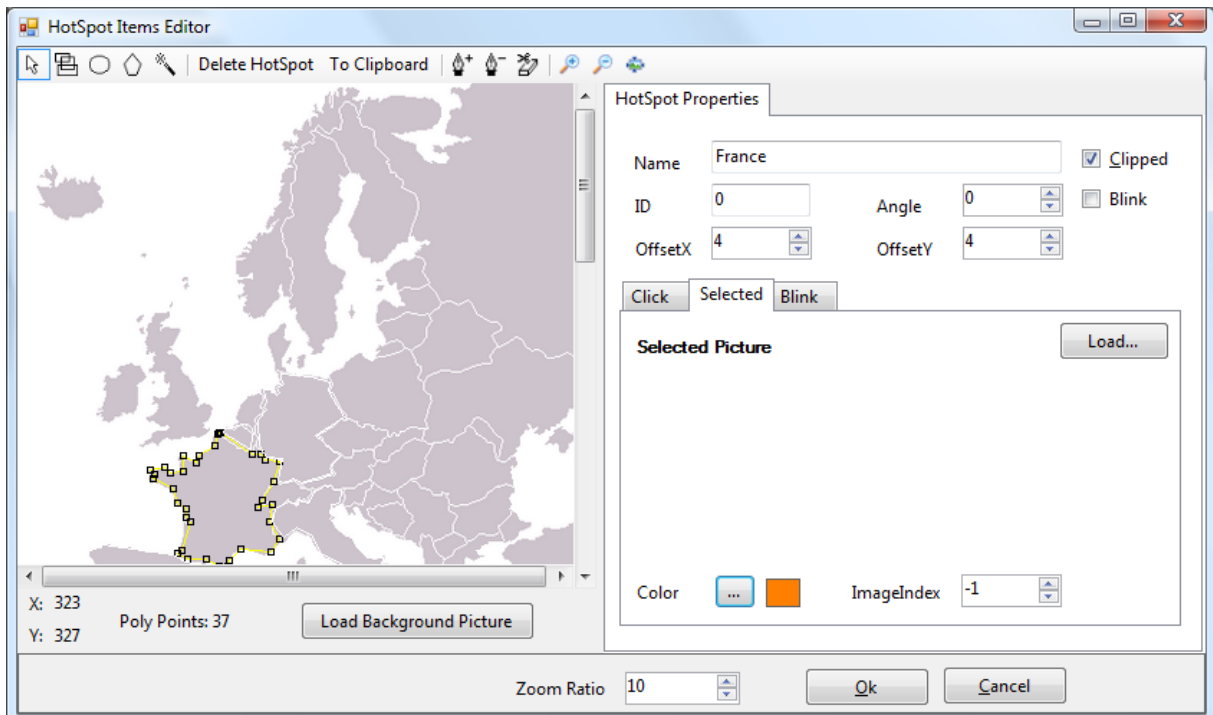 HotSpot Items Editor
Delete HotSpot To Clipboard
HotSpot Properties
Name France Clipped
ID 0 Angle 0 Blink
OffsetX 4 OffsetY 4
Click Selected Blink
Selected Picture Load...
Color ... ImageIndex -1
X: 323
Y: 327
Poly Points: 37
Load Background Picture
Zoom Ratio 10 Ok Cancel